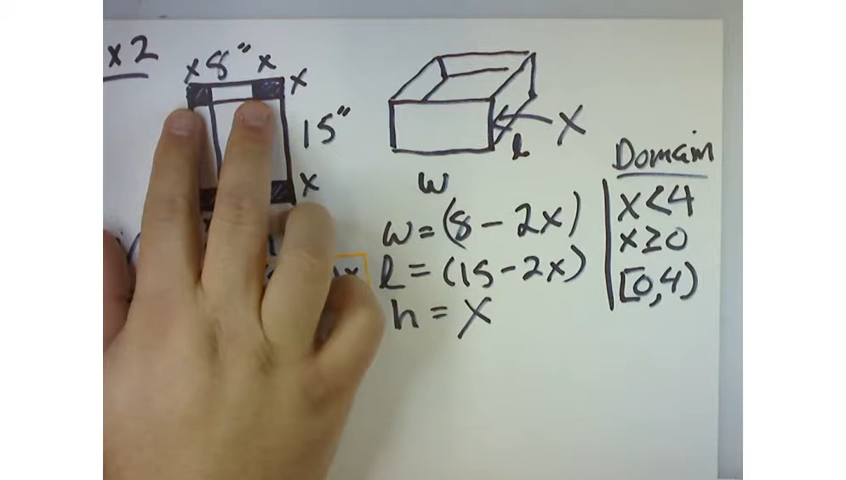 x2
x 8" x
x
15"
x
X
l
w
w = (8 - 2x)
l = (15 - 2x)
h = X
Domain
x < 4
x ≥ 0
[0,4)